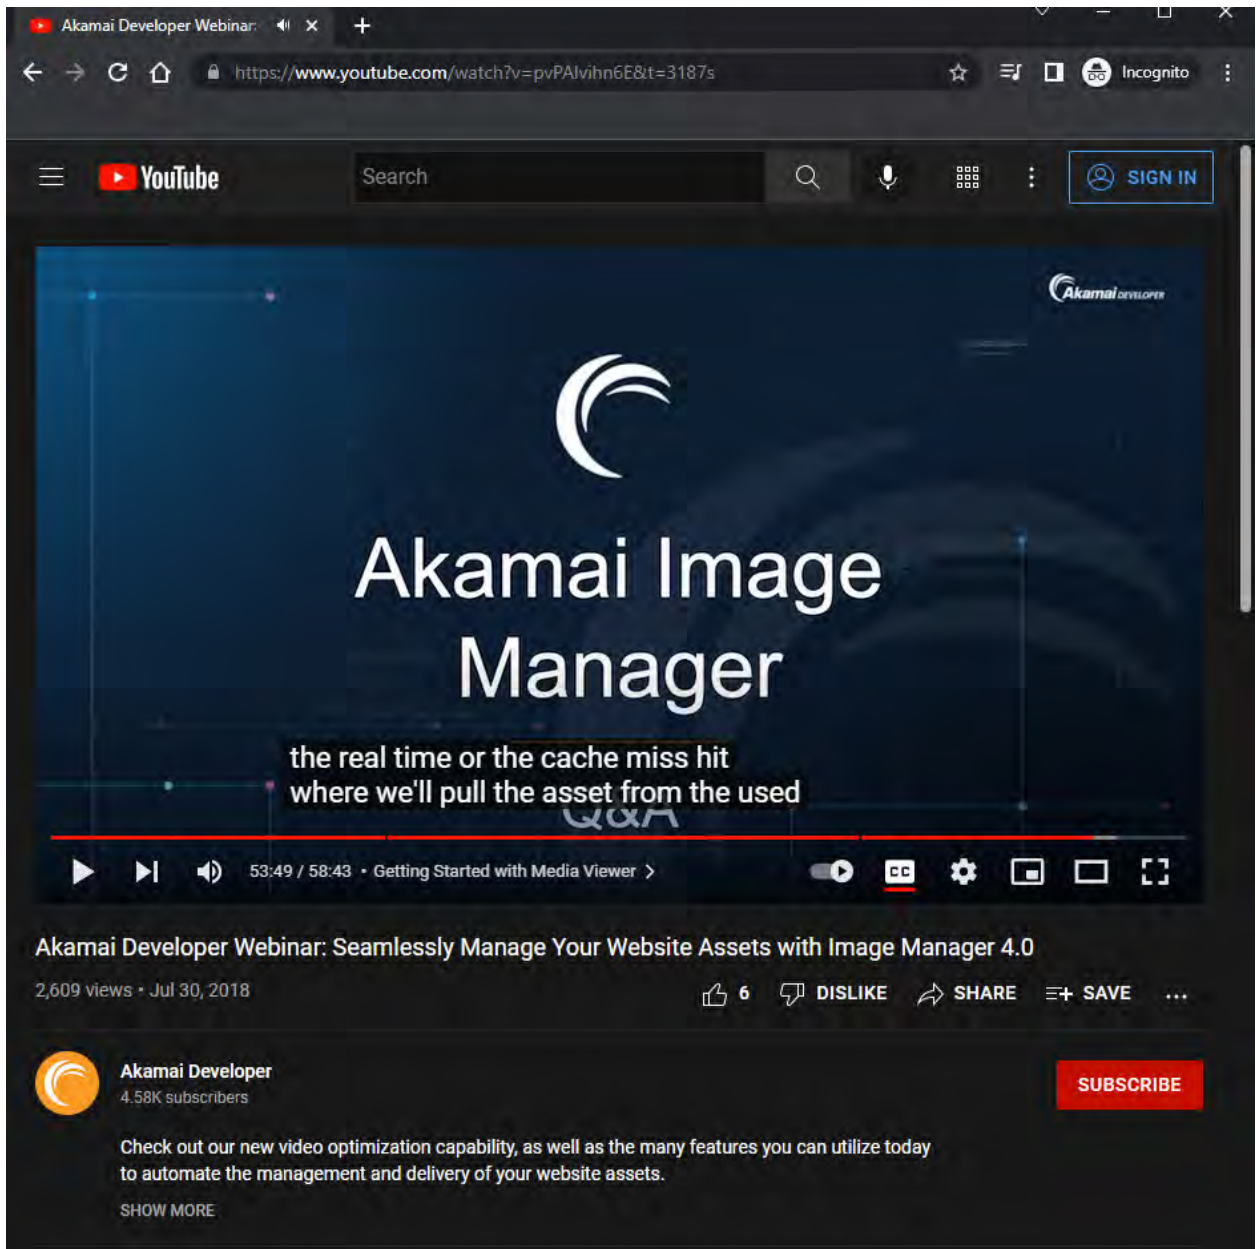 Akamai Developer Webinar:
https://www.youtube.com/watch?v=pvPAlvihn6E&t=3187s
Incognito
YouTube
Search
SIGN IN
Akamai DEVELOPER
Akamai Image
Manager
the real time or the cache miss hit
where we'll pull the asset from the used
Q&A
53:49 / 58:43 • Getting Started with Media Viewer >
CC
Akamai Developer Webinar: Seamlessly Manage Your Website Assets with Image Manager 4.0
2,609 views • Jul 30, 2018
6 DISLIKE SHARE SAVE ...
Akamai Developer
4.58K subscribers
SUBSCRIBE
Check out our new video optimization capability, as well as the many features you can utilize today
to automate the management and delivery of your website assets.
SHOW MORE